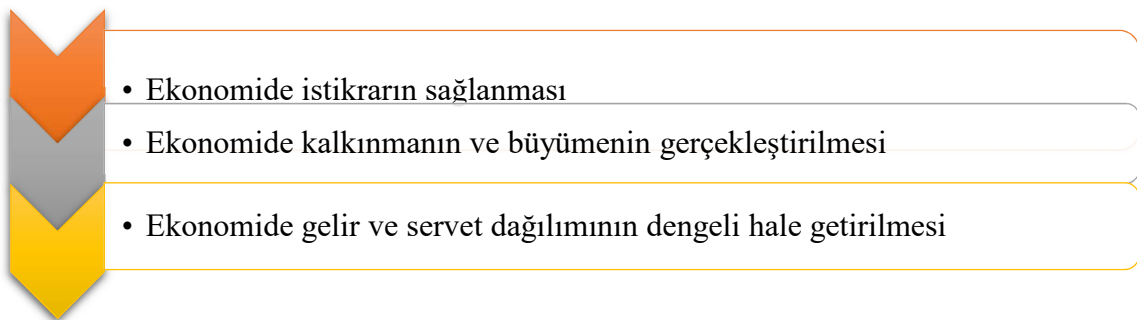 • Ekonomide istikrarın sağlanması
• Ekonomide kalkınmanın ve büyümenin gerçekleştirilmesi
• Ekonomide gelir ve servet dağılımının dengeli hale getirilmesi